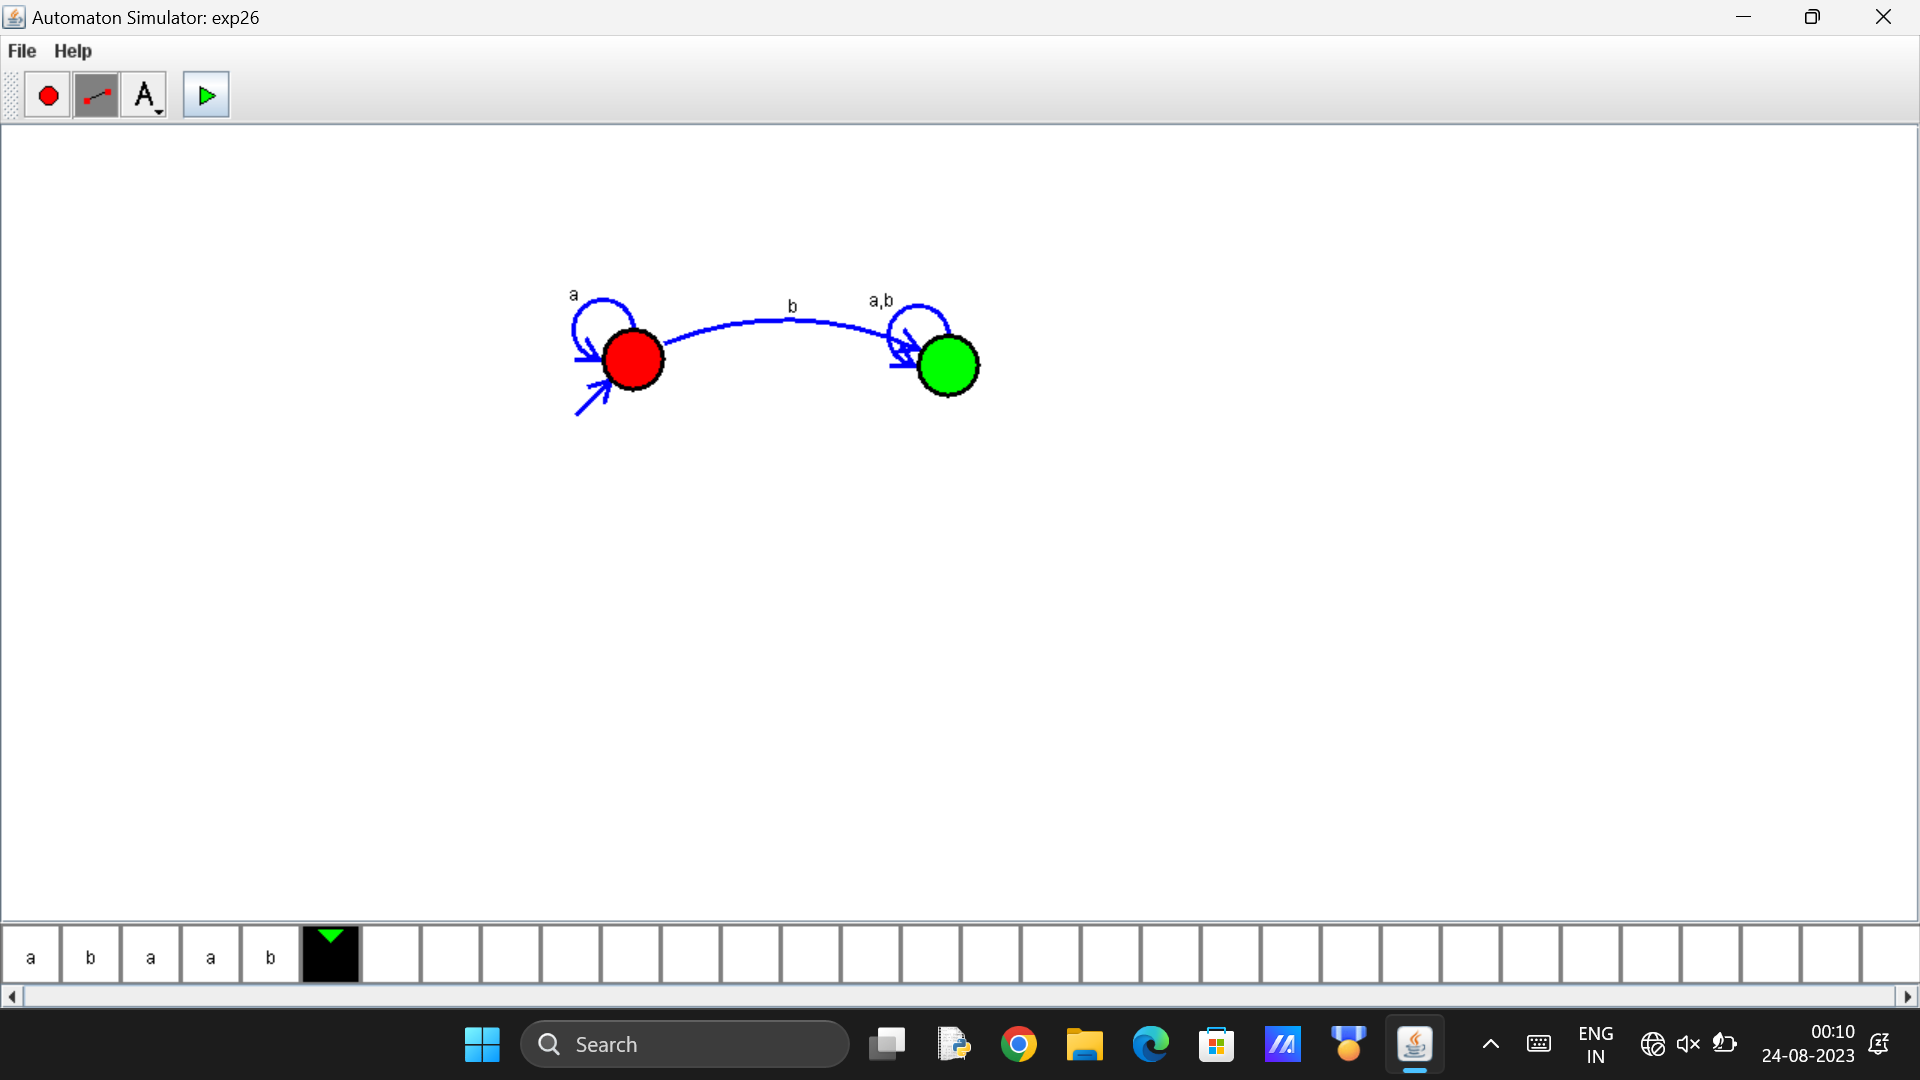 Automaton Simulator: exp26
File Help
A
a
b
a,b
a b a a b
Search
ENG
IN
00:10
24-08-2023